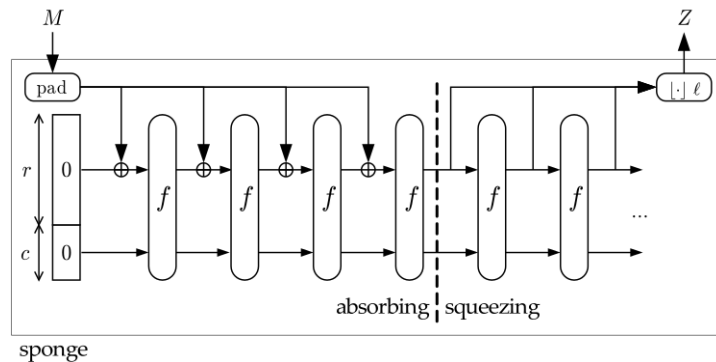 M Z
pad ⌊·⌋ ℓ
r 0 ⊕ f ⊕ f ⊕ f ⊕ f f f
...
c 0
absorbing squeezing
sponge